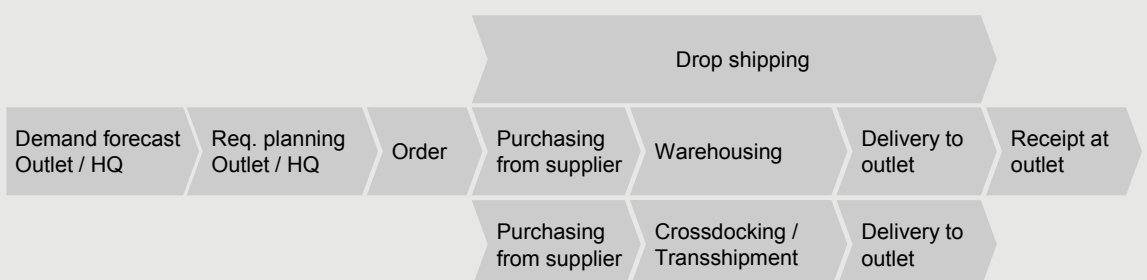 Drop shipping
Demand forecast
Outlet / HQ
Req. planning
Outlet / HQ
Order
Purchasing
from supplier
Warehousing
Delivery to
outlet
Receipt at
outlet
Purchasing
from supplier
Crossdocking /
Transshipment
Delivery to
outlet